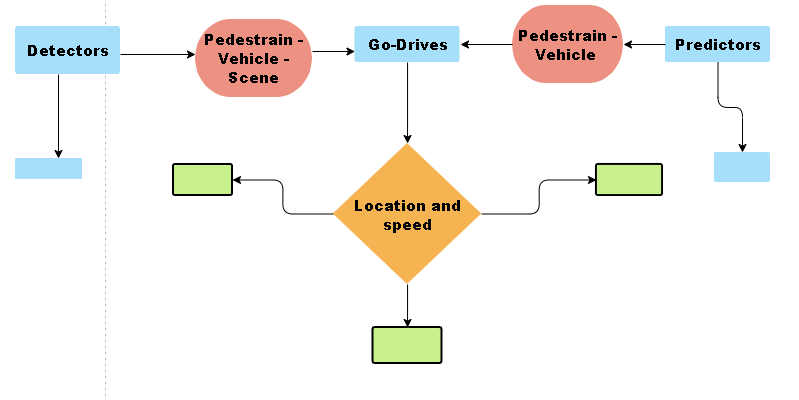 Detectors
Pedestrain -
Vehicle -
Scene
Go-Drives
Pedestrain -
Vehicle
Predictors
Location and
speed